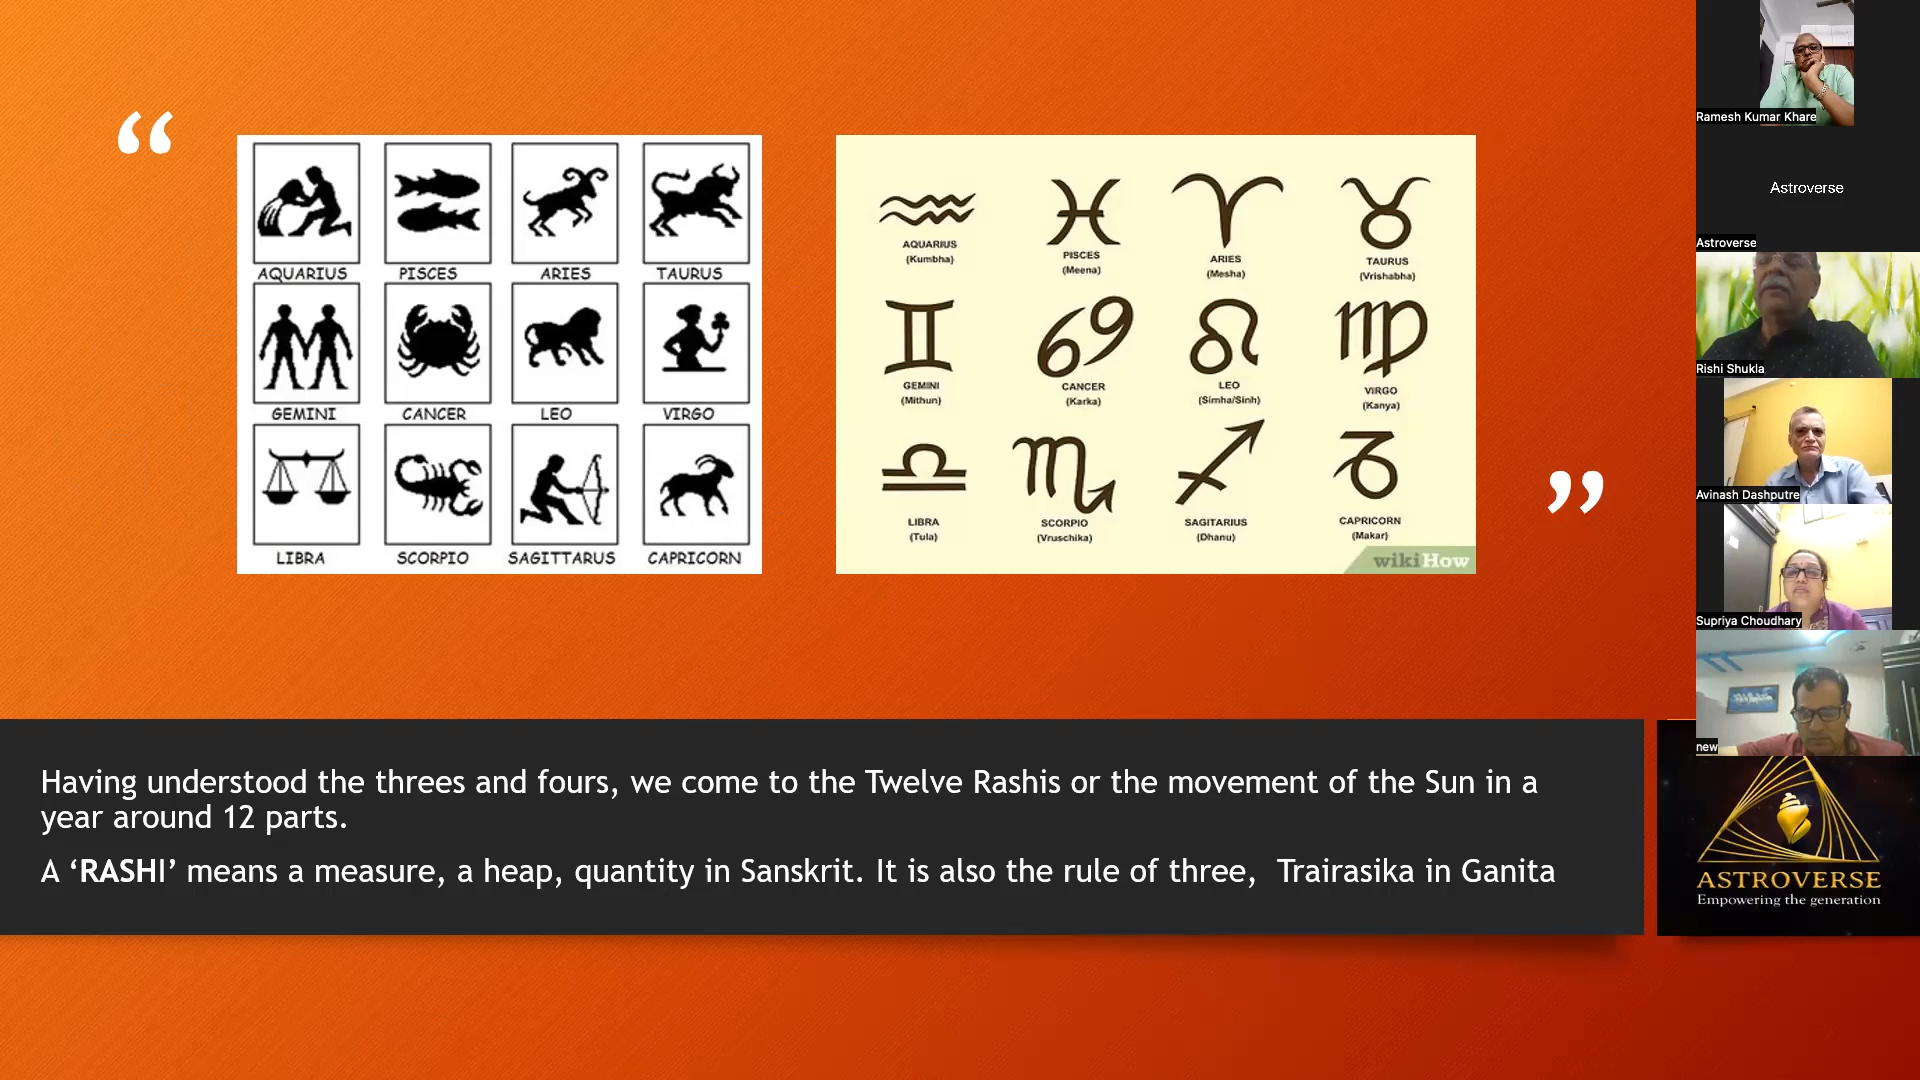 “
AQUARIUS PISCES ARIES TAURUS
GEMINI CANCER LEO VIRGO
LIBRA SCORPIO SAGITTARUS CAPRICORN
AQUARIUS
(Kumbha)
PISCES
(Meena)
ARIES
(Mesha)
TAURUS
(Vrishabha)
GEMINI
(Mithun)
CANCER
(Karka)
LEO
(Simha/Sinh)
VIRGO
(Kanya)
LIBRA
(Tula)
SCORPIO
(Vruschika)
SAGITARIUS
(Dhanu)
CAPRICORN
(Makar)
wikiHow
”
Having understood the threes and fours, we come to the Twelve Rashis or the movement of the Sun in a
year around 12 parts.
A ‘RASHI’ means a measure, a heap, quantity in Sanskrit. It is also the rule of three, Trairasika in Ganita
Ramesh Kumar Khare
Astroverse
Astroverse
Rishi Shukla
Avinash Dashputre
Supriya Choudhary
new
ASTROVERSE
Empowering the generation